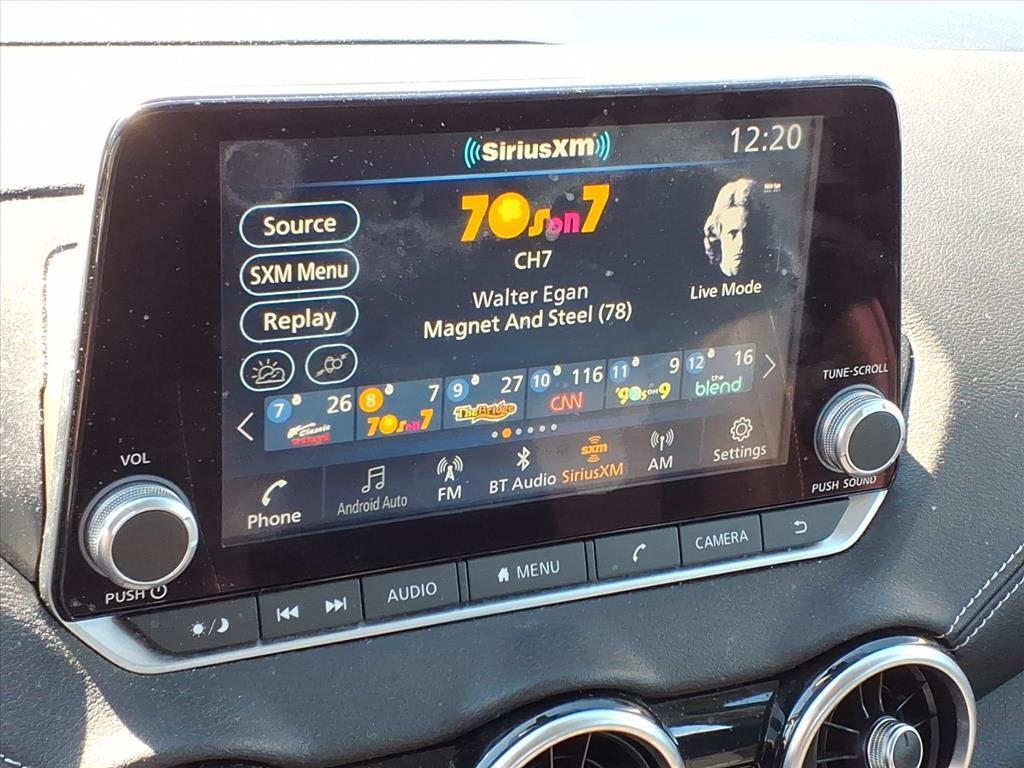 SiriusXM
12:20
Source
SXM Menu
Replay
70s on 7
CH7
Walter Egan
Magnet And Steel (78)
Live Mode
7 26
Classic vinyl
8 7
70s on 7
9 27
The Bridge
10 116
CNN
11 9
'90s on 9
12 16
the blend
Phone
Android Auto
FM
BT Audio
sxm
SiriusXM
AM
Settings
VOL
PUSH
TUNE·SCROLL
PUSH SOUND
AUDIO
MENU
CAMERA